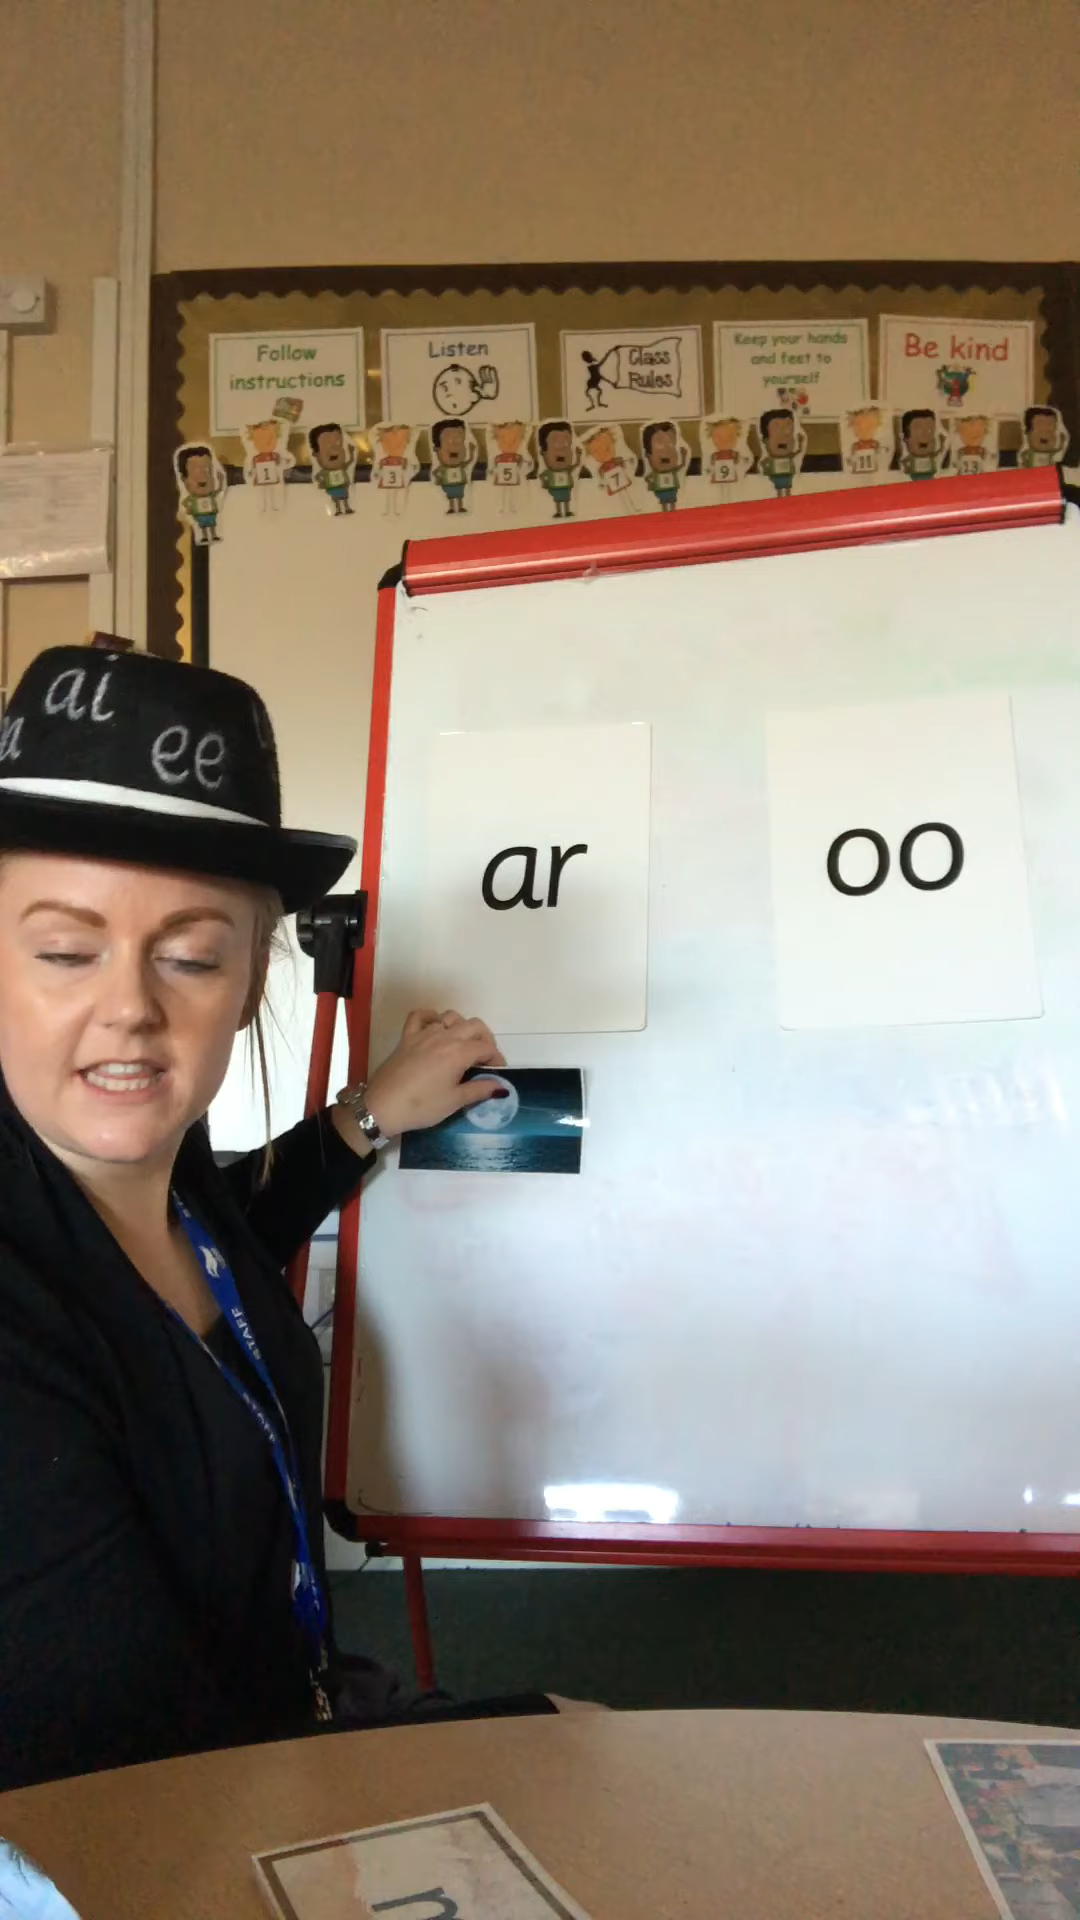 Follow
instructions
Listen
Class
Rules
Keep your hands
and feet to
yourself
Be kind
1
3
5
7
9
11
13
ai
ee
ar
oo
STAFF
n